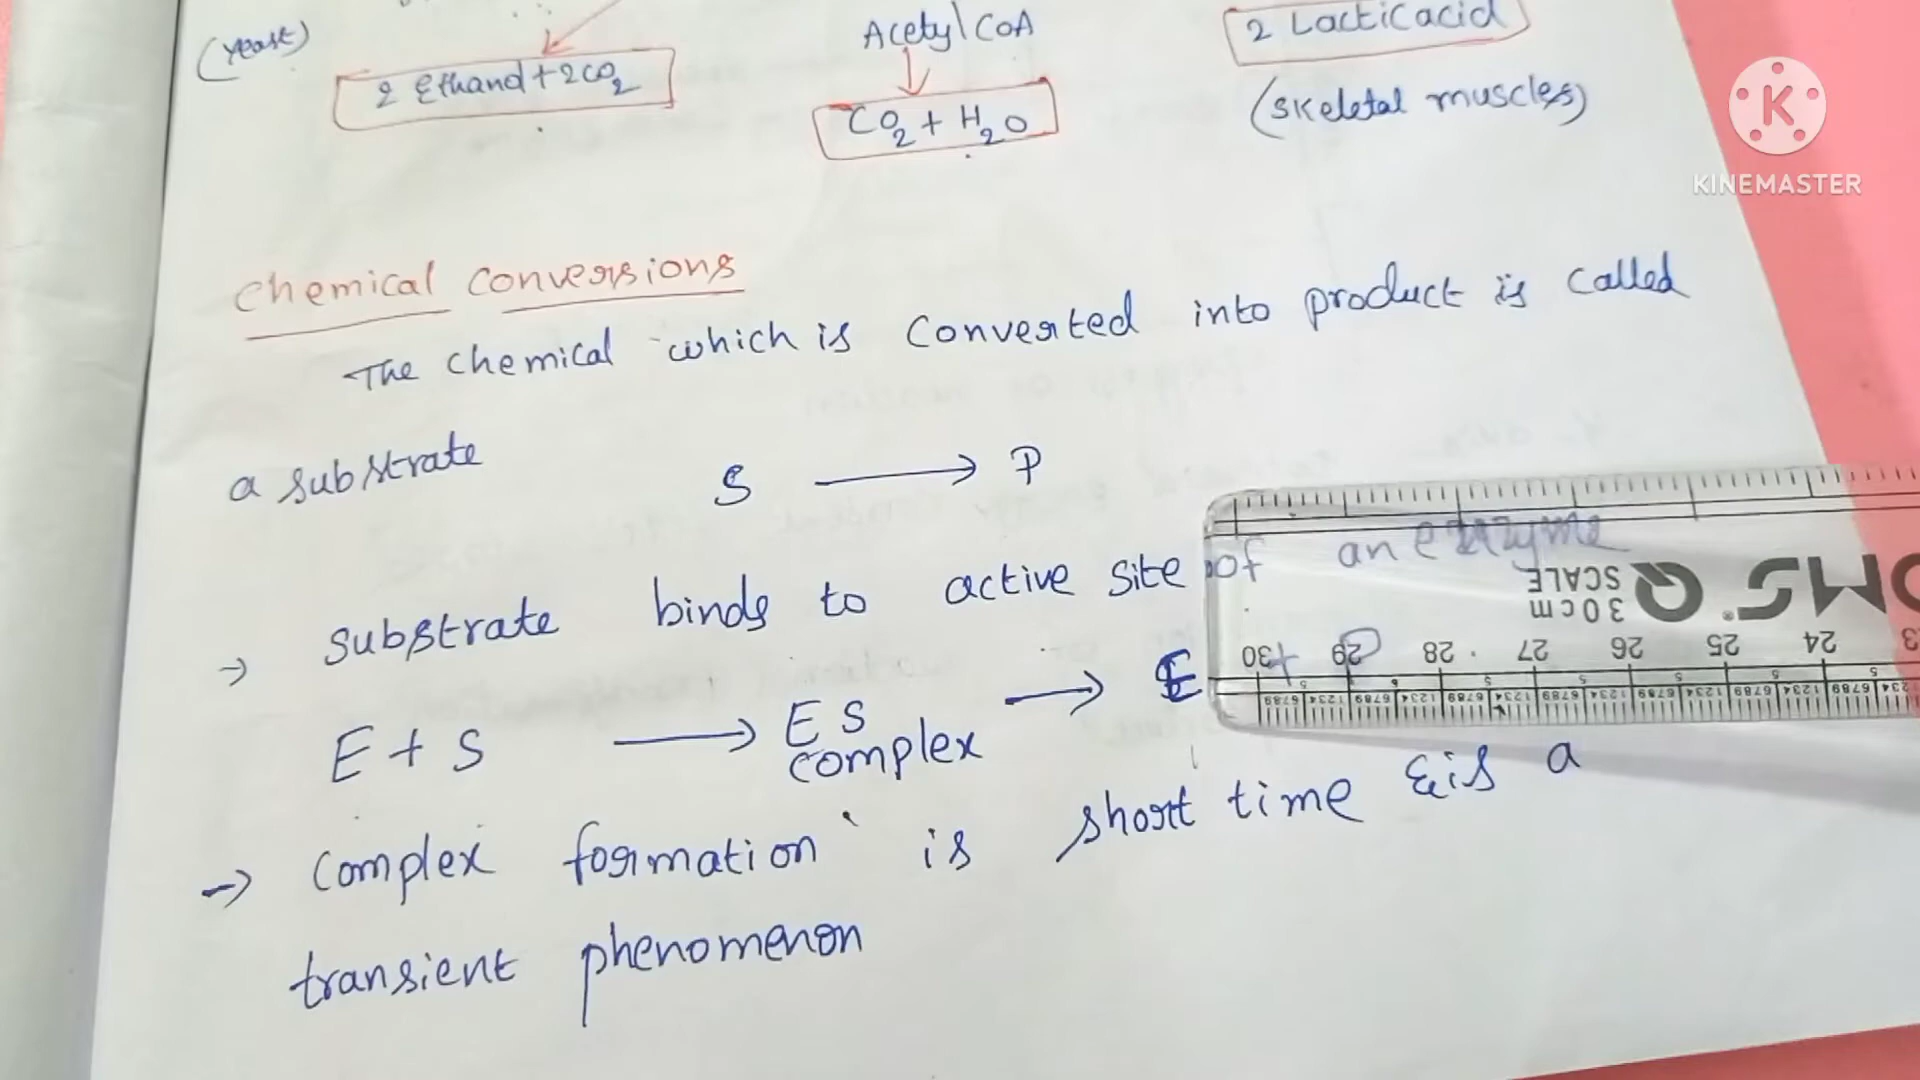 (yeast)
2 Ethanol+2CO2
Acetyl CoA
CO2 + H2O
2 Lactic acid
(skeletal muscles)
KINEMASTER
chemical conversions
The chemical which is converted into product is called
a substrate
S → P
→ substrate binds to active site of an enzyme
E + S → ES complex → E + P
→ complex formation is short time & is a
transient phenomenon
OMS Q SCALE
30cm
30 29 28 27 26 25 24